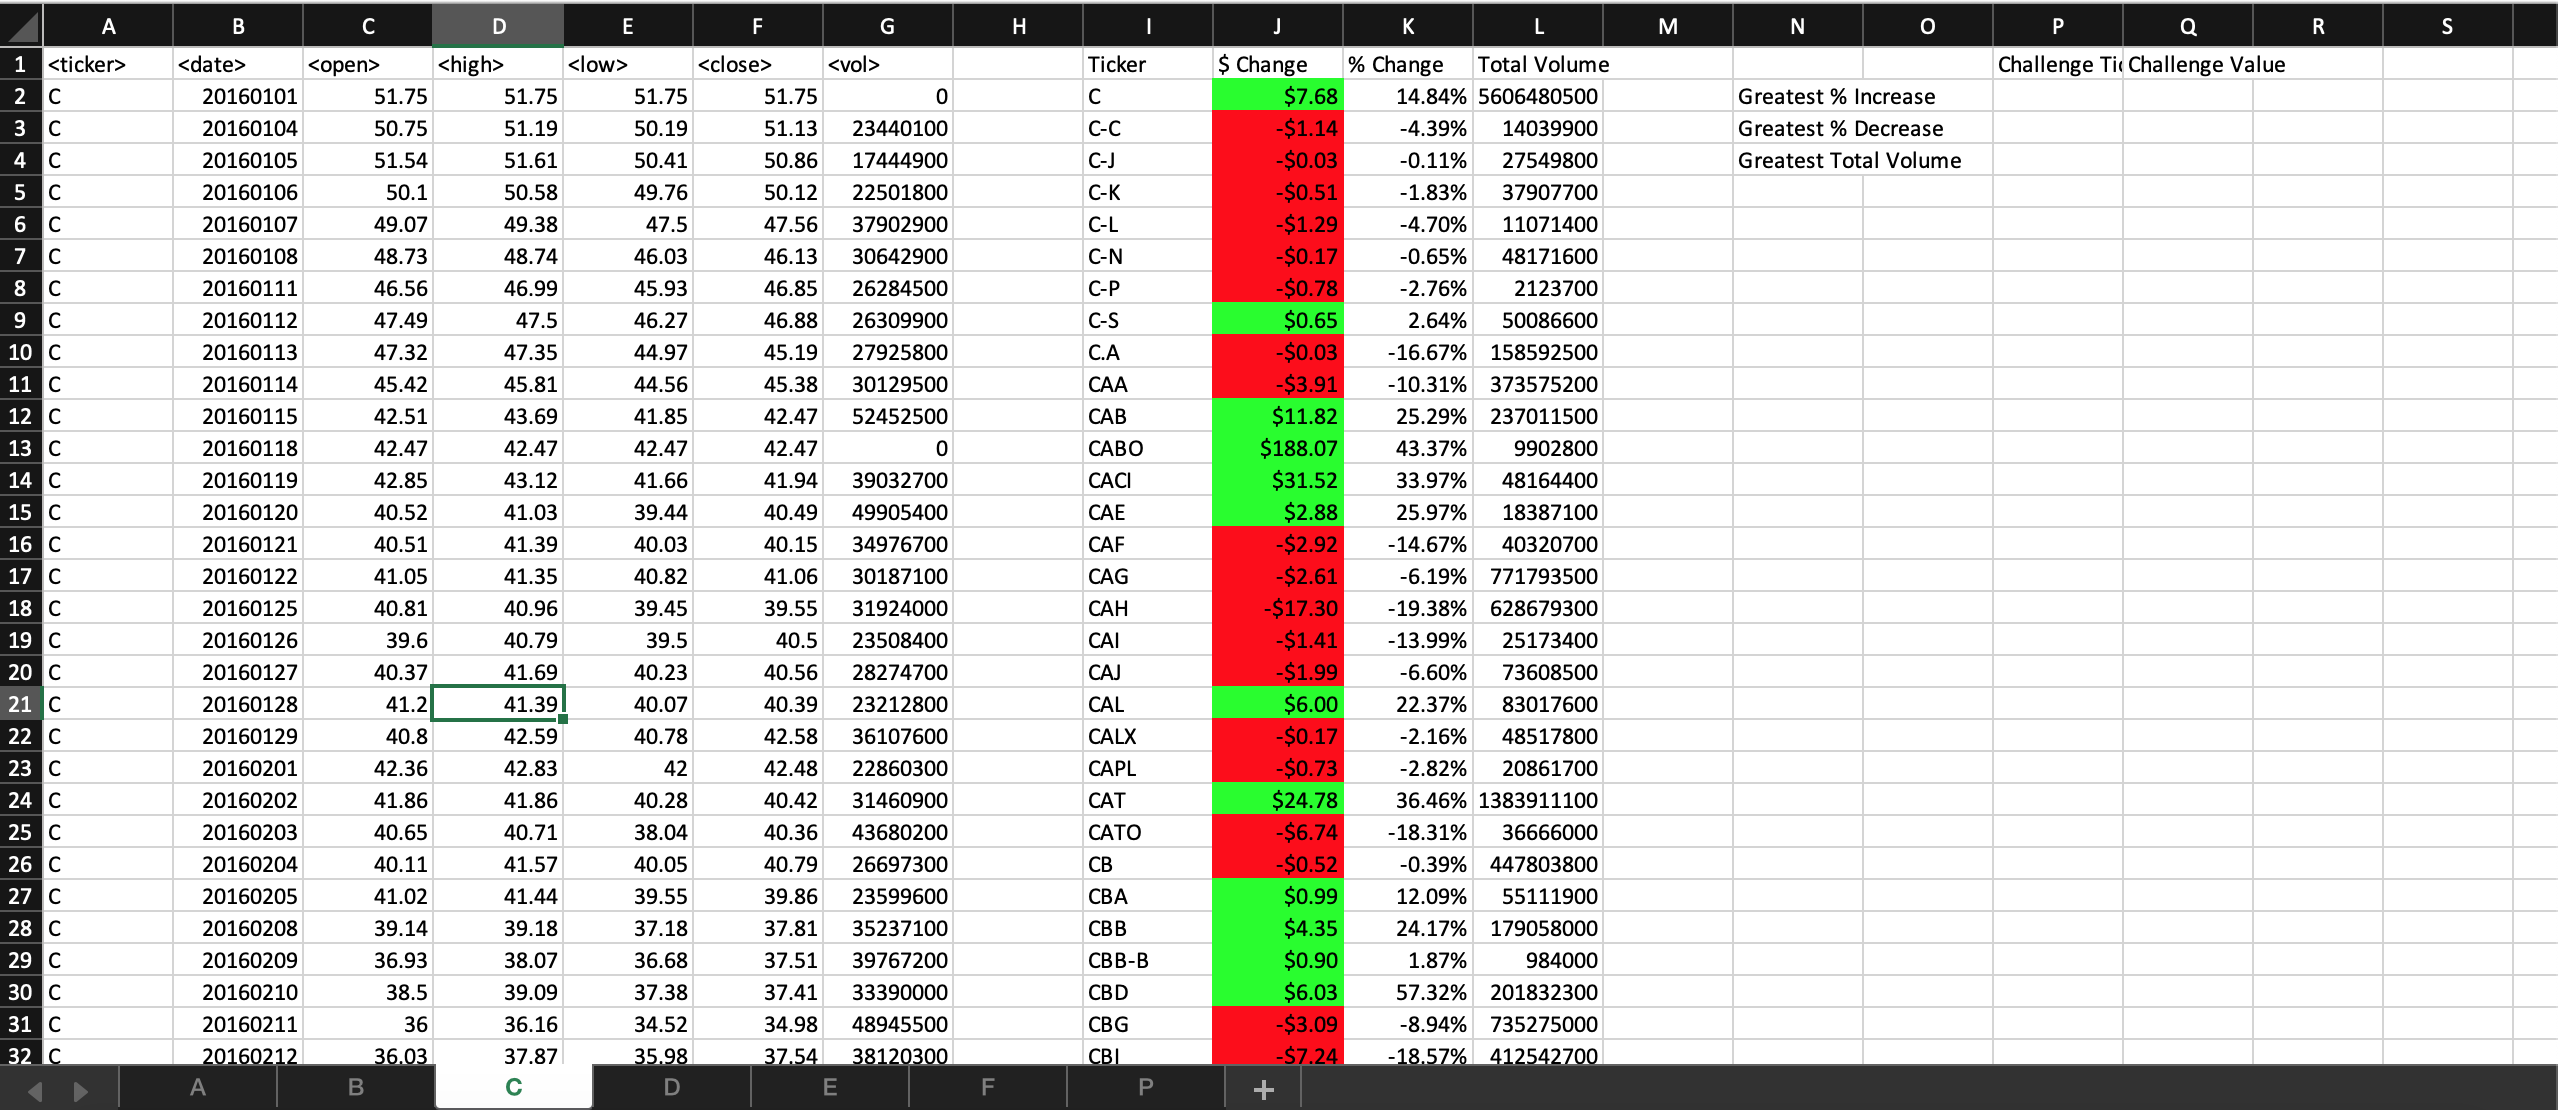 A B C D E F G H I J K L M N O P Q R S
1 <ticker> <date> <open> <high> <low> <close> <vol> Ticker $ Change % Change Total Volume Challenge Tic Challenge Value
2 C 20160101 51.75 51.75 51.75 51.75 0 C $7.68 14.84% 5606480500 Greatest % Increase
3 C 20160104 50.75 51.19 50.19 51.13 23440100 C-C -$1.14 -4.39% 14039900 Greatest % Decrease
4 C 20160105 51.54 51.61 50.41 50.86 17444900 C-J -$0.03 -0.11% 27549800 Greatest Total Volume
5 C 20160106 50.1 50.58 49.76 50.12 22501800 C-K -$0.51 -1.83% 37907700
6 C 20160107 49.07 49.38 47.5 47.56 37902900 C-L -$1.29 -4.70% 11071400
7 C 20160108 48.73 48.74 46.03 46.13 30642900 C-N -$0.17 -0.65% 48171600
8 C 20160111 46.56 46.99 45.93 46.85 26284500 C-P -$0.78 -2.76% 2123700
9 C 20160112 47.49 47.5 46.27 46.88 26309900 C-S $0.65 2.64% 50086600
10 C 20160113 47.32 47.35 44.97 45.19 27925800 C.A -$0.03 -16.67% 158592500
11 C 20160114 45.42 45.81 44.56 45.38 30129500 CAA -$3.91 -10.31% 373575200
12 C 20160115 42.51 43.69 41.85 42.47 52452500 CAB $11.82 25.29% 237011500
13 C 20160118 42.47 42.47 42.47 42.47 0 CABO $188.07 43.37% 9902800
14 C 20160119 42.85 43.12 41.66 41.94 39032700 CACI $31.52 33.97% 48164400
15 C 20160120 40.52 41.03 39.44 40.49 49905400 CAE $2.88 25.97% 18387100
16 C 20160121 40.51 41.39 40.03 40.15 34976700 CAF -$2.92 -14.67% 40320700
17 C 20160122 41.05 41.35 40.82 41.06 30187100 CAG -$2.61 -6.19% 771793500
18 C 20160125 40.81 40.96 39.45 39.55 31924000 CAH -$17.30 -19.38% 628679300
19 C 20160126 39.6 40.79 39.5 40.5 23508400 CAI -$1.41 -13.99% 25173400
20 C 20160127 40.37 41.69 40.23 40.56 28274700 CAJ -$1.99 -6.60% 73608500
21 C 20160128 41.2 41.39 40.07 40.39 23212800 CAL $6.00 22.37% 83017600
22 C 20160129 40.8 42.59 40.78 42.58 36107600 CALX -$0.17 -2.16% 48517800
23 C 20160201 42.36 42.83 42 42.48 22860300 CAPL -$0.73 -2.82% 20861700
24 C 20160202 41.86 41.86 40.28 40.42 31460900 CAT $24.78 36.46% 1383911100
25 C 20160203 40.65 40.71 38.04 40.36 43680200 CATO -$6.74 -18.31% 36666000
26 C 20160204 40.11 41.57 40.05 40.79 26697300 CB -$0.52 -0.39% 447803800
27 C 20160205 41.02 41.44 39.55 39.86 23599600 CBA $0.99 12.09% 55111900
28 C 20160208 39.14 39.18 37.18 37.81 35237100 CBB $4.35 24.17% 179058000
29 C 20160209 36.93 38.07 36.68 37.51 39767200 CBB-B $0.90 1.87% 984000
30 C 20160210 38.5 39.09 37.38 37.41 33390000 CBD $6.03 57.32% 201832300
31 C 20160211 36 36.16 34.52 34.98 48945500 CBG -$3.09 -8.94% 735275000
32 C 20160212 36.03 37.87 35.98 37.54 38120300 CBI -$7.24 -18.57% 412542700
A B C D E F P +